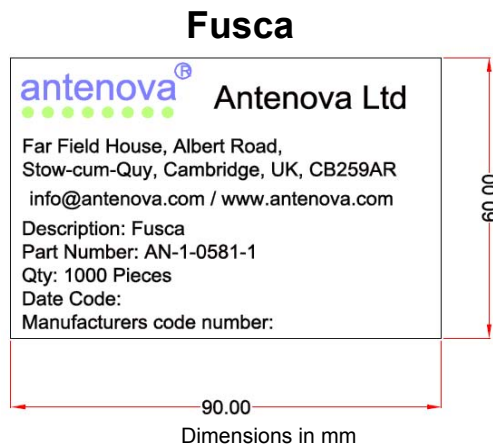 Fusca
antenova®
Antenova Ltd
Far Field House, Albert Road,
Stow-cum-Quy, Cambridge, UK, CB259AR
info@antenova.com / www.antenova.com
Description: Fusca
Part Number: AN-1-0581-1
Qty: 1000 Pieces
Date Code:
Manufacturers code number:
60.00
90.00
Dimensions in mm